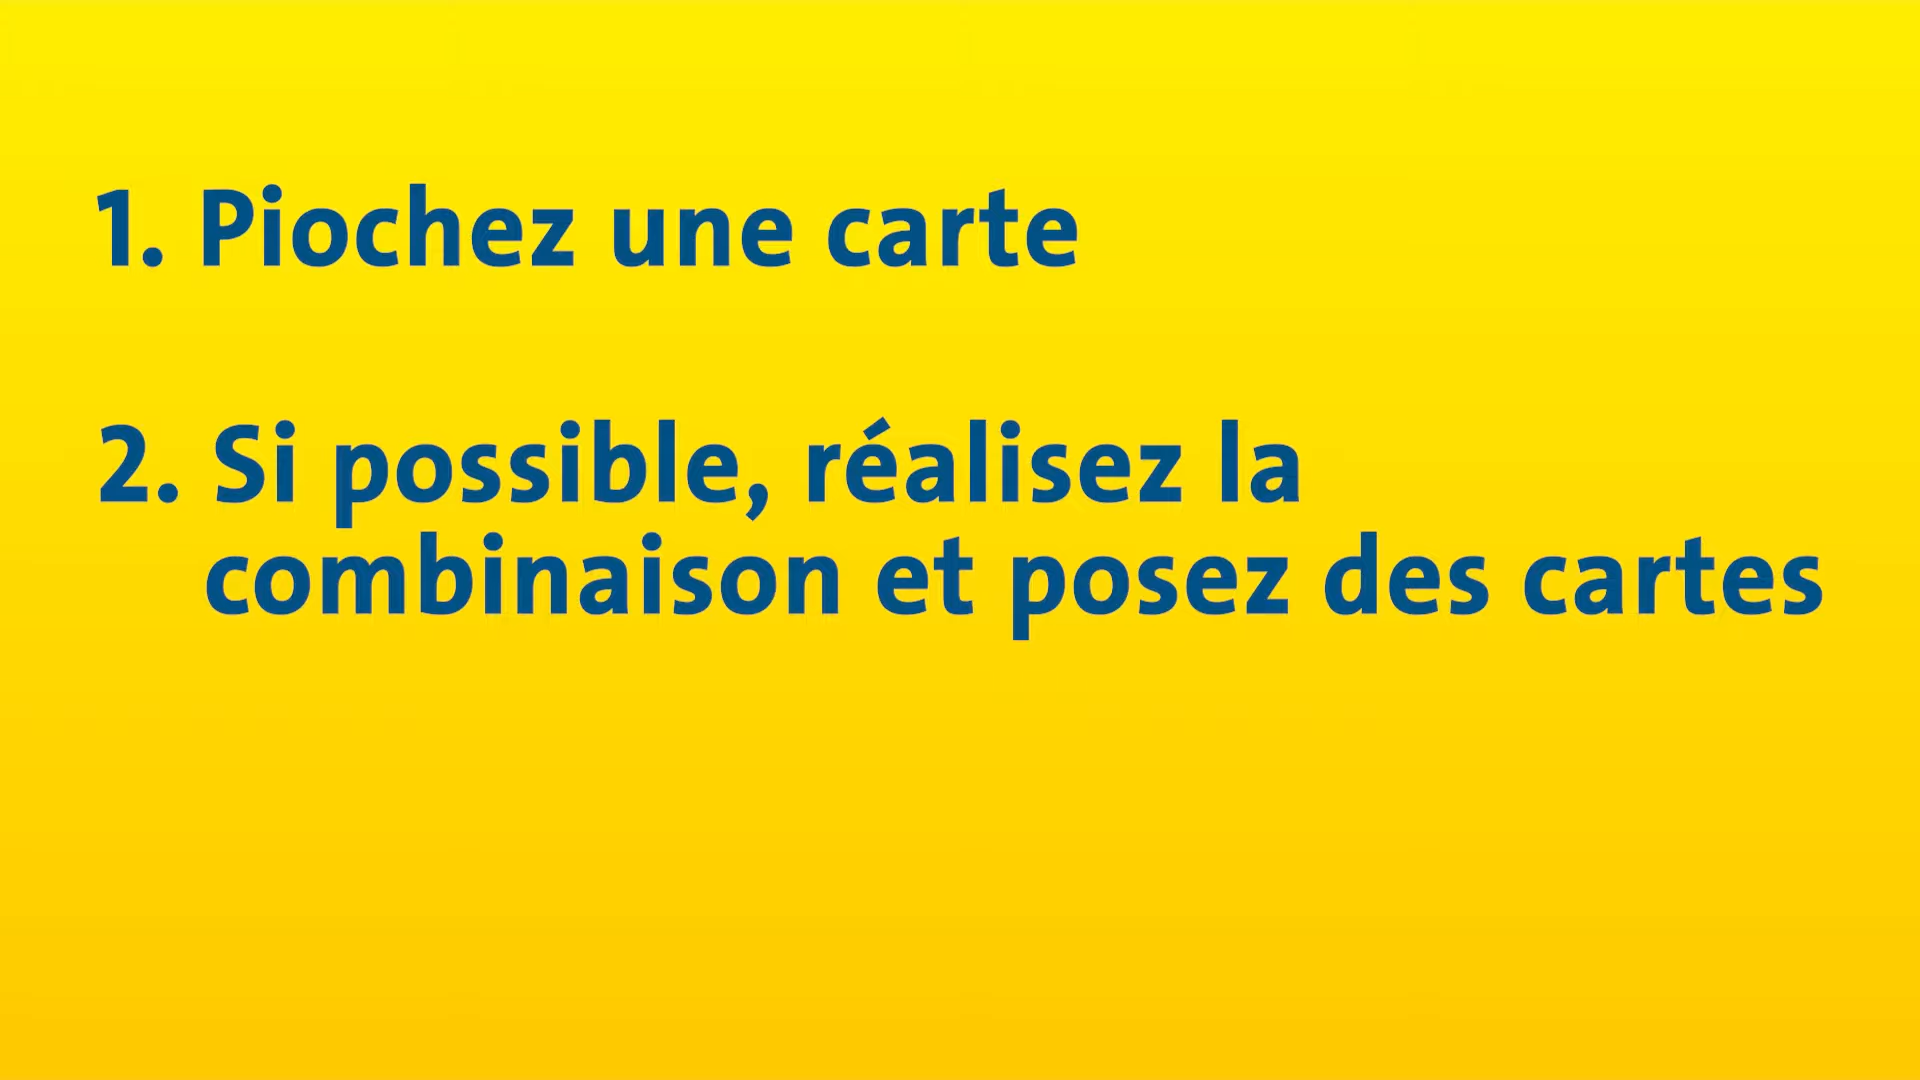 1. Piochez une carte
2. Si possible, réalisez la
combinaison et posez des cartes